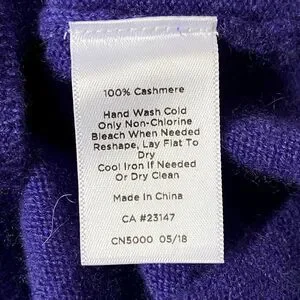 100% Cashmere
Hand Wash Cold
Only Non-Chlorine
Bleach When Needed
Reshape, Lay Flat To
Dry
Cool Iron If Needed
Or Dry Clean
Made In China
CA #23147
CN5000 05/18